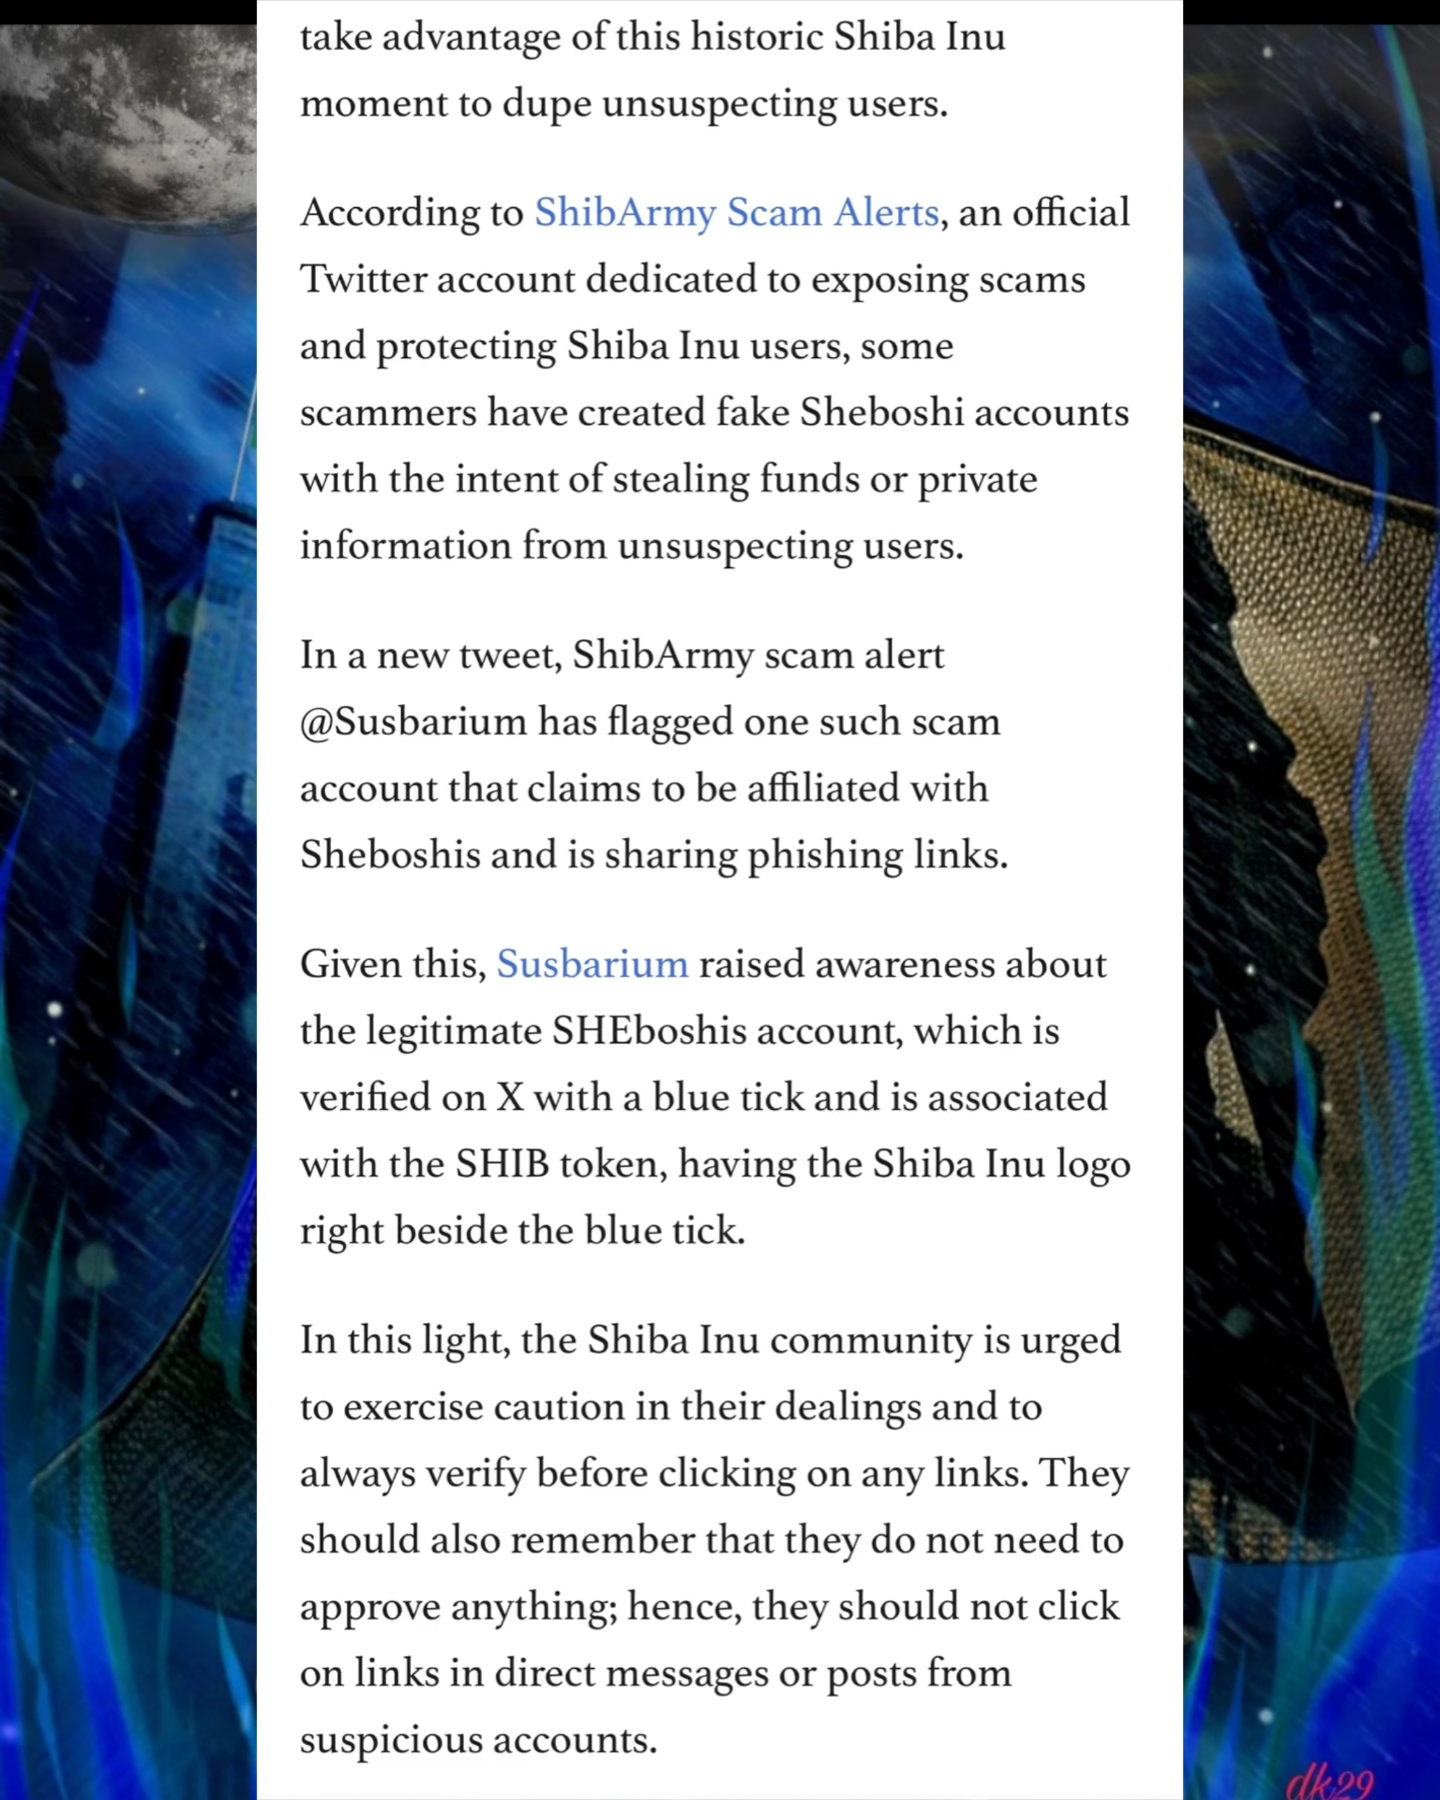 take advantage of this historic Shiba Inu
moment to dupe unsuspecting users.
According to ShibArmy Scam Alerts, an official
Twitter account dedicated to exposing scams
and protecting Shiba Inu users, some
scammers have created fake Sheboshi accounts
with the intent of stealing funds or private
information from unsuspecting users.
In a new tweet, ShibArmy scam alert
@Susbarium has flagged one such scam
account that claims to be affiliated with
Sheboshis and is sharing phishing links.
Given this, Susbarium raised awareness about
the legitimate SHEboshis account, which is
verified on X with a blue tick and is associated
with the SHIB token, having the Shiba Inu logo
right beside the blue tick.
In this light, the Shiba Inu community is urged
to exercise caution in their dealings and to
always verify before clicking on any links. They
should also remember that they do not need to
approve anything; hence, they should not click
on links in direct messages or posts from
suspicious accounts.
dk29